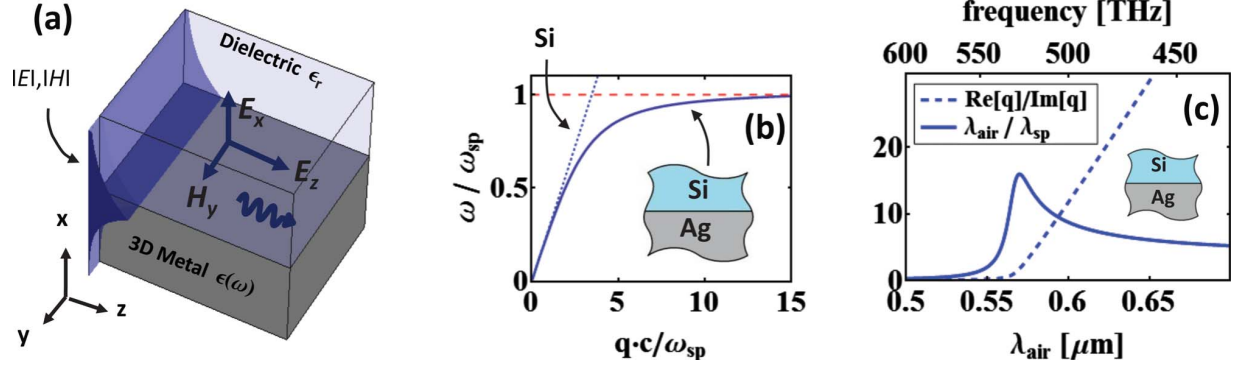 (a)
Dielectric ϵr
|E|,|H|
Ex
Ez
Hy
3D Metal ϵ(ω)
x
z
y
Si
(b)
1
0.5
0
ω / ωsp
Si
Ag
0 5 10 15
q·c/ωsp
frequency [THz]
600 550 500 450
(c)
Re[q]/Im[q]
λair / λsp
20
10
0
Si
Ag
0.5 0.55 0.6 0.65
λair [μm]